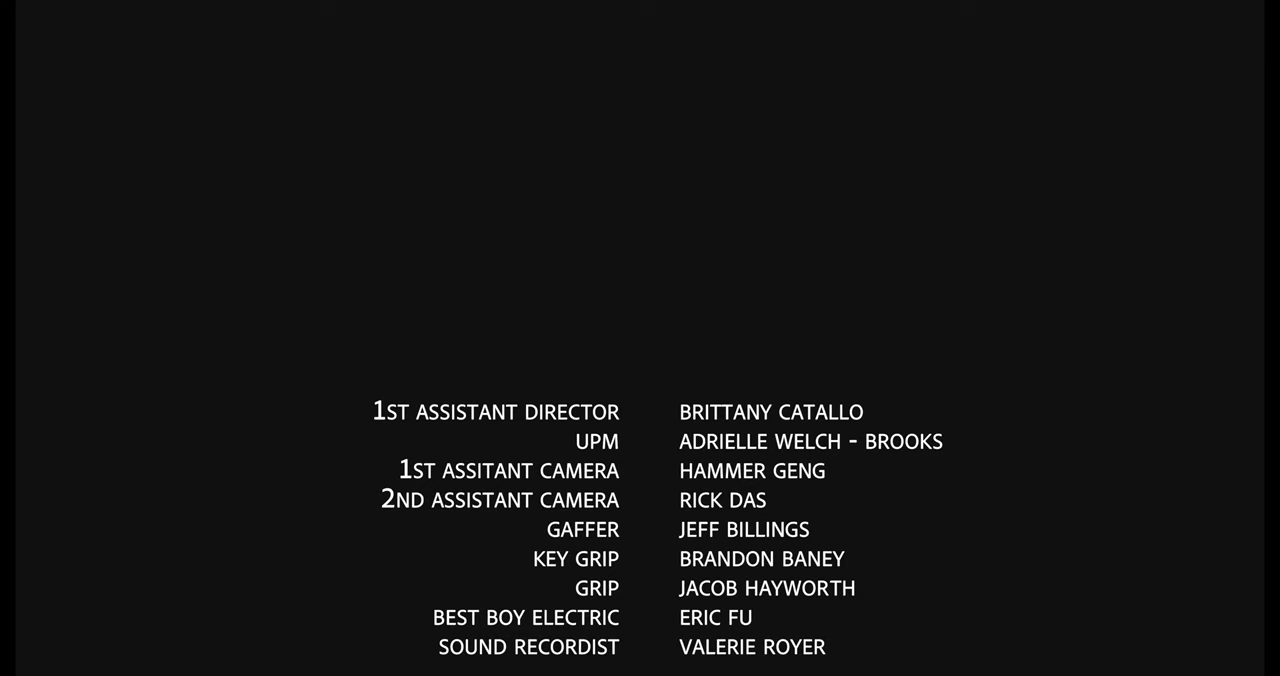 1ST ASSISTANT DIRECTOR BRITTANY CATALLO
UPM ADRIELLE WELCH - BROOKS
1ST ASSITANT CAMERA HAMMER GENG
2ND ASSISTANT CAMERA RICK DAS
GAFFER JEFF BILLINGS
KEY GRIP BRANDON BANEY
GRIP JACOB HAYWORTH
BEST BOY ELECTRIC ERIC FU
SOUND RECORDIST VALERIE ROYER